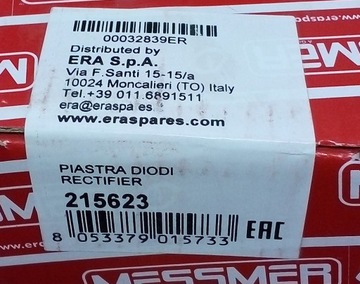 00032839ER
Distributed by
ERA S.p.A.
Via F.Santi 15-15/a
10024 Moncalieri (TO) Italy
Tel.+39 011.6891511
era@eraspa.es
www.eraspares.com
PIASTRA DIODI
RECTIFIER
215623
EAC
8 053379 015733
MESSMER